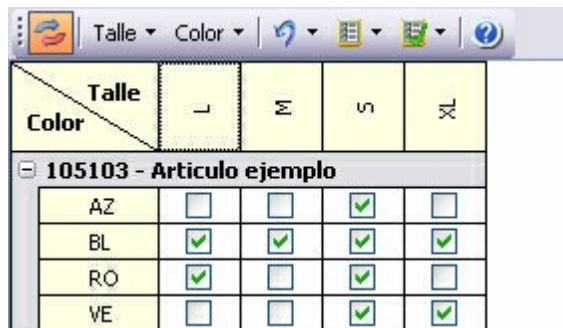 Talle Color
Talle
Color
L M S XL
105103 - Articulo ejemplo
AZ
BL
RO
VE